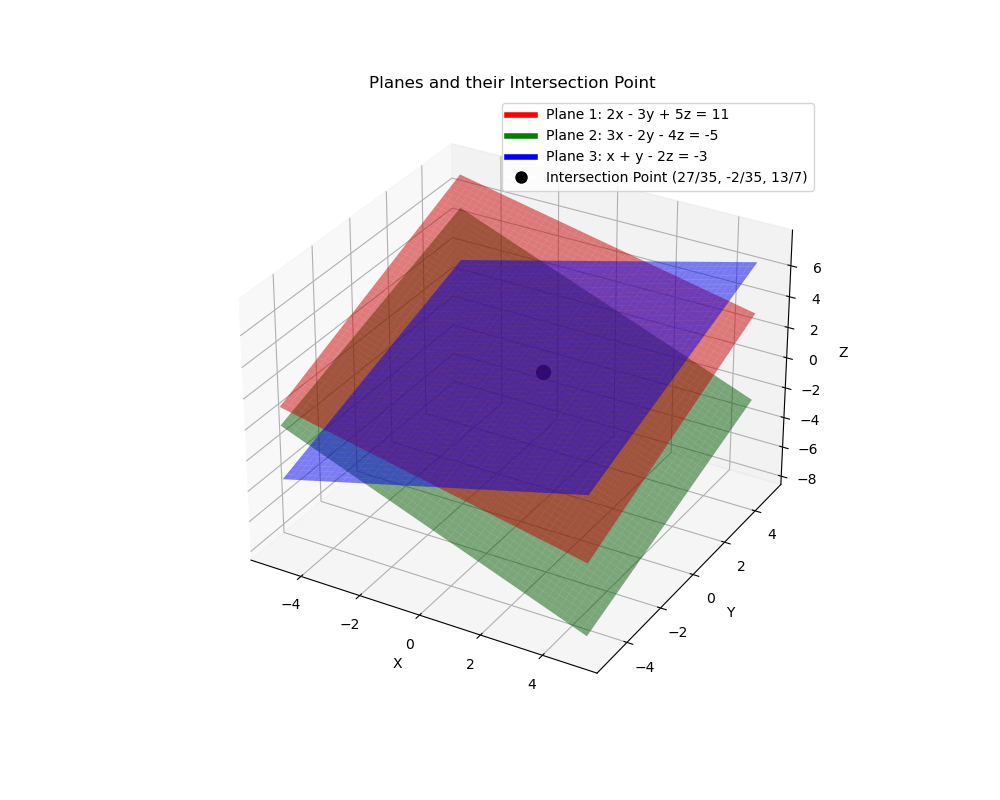 Planes and their Intersection Point
Plane 1: 2x - 3y + 5z = 11
Plane 2: 3x - 2y - 4z = -5
Plane 3: x + y - 2z = -3
Intersection Point (27/35, -2/35, 13/7)
6
4
2
0
−2
−4
−6
−8
Z
4
2
0
−2
−4
Y
−4
−2
0
2
4
X